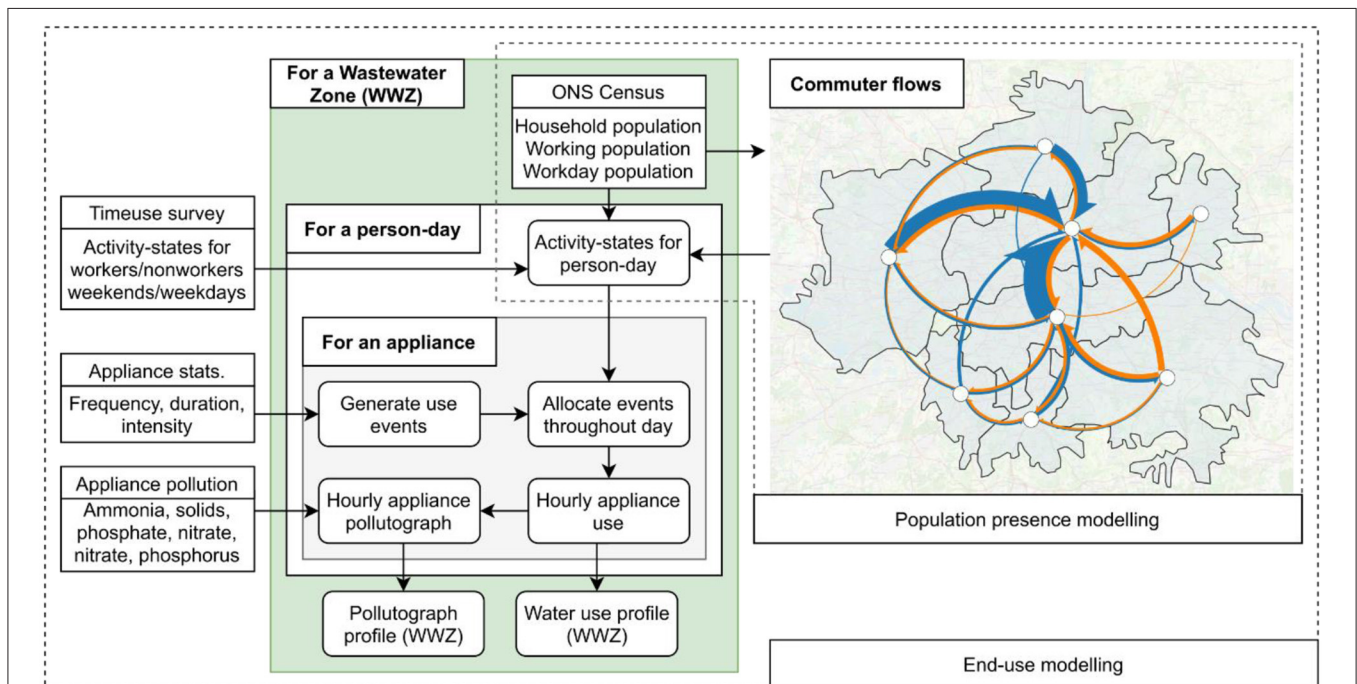 For a Wastewater
Zone (WWZ)
ONS Census
Household population
Working population
Workday population
Commuter flows
Timeuse survey
Activity-states for
workers/nonworkers
weekends/weekdays
For a person-day
Activity-states for
person-day
For an appliance
Appliance stats.
Frequency, duration,
intensity
Generate use
events
Allocate events
throughout day
Appliance pollution
Ammonia, solids,
phosphate, nitrate,
nitrate, phosphorus
Hourly appliance
pollutograph
Hourly appliance
use
Population presence modelling
Pollutograph
profile (WWZ)
Water use profile
(WWZ)
End-use modelling